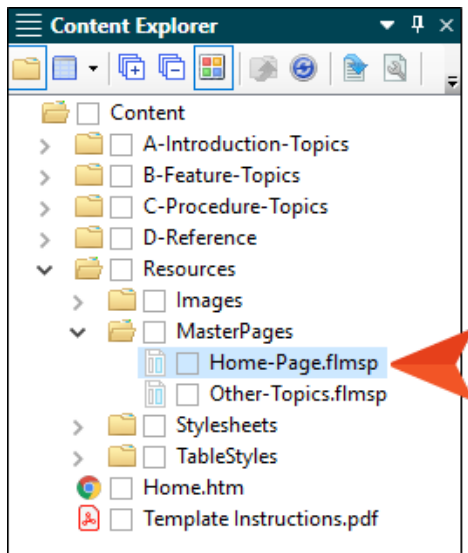 Content Explorer
Content
A-Introduction-Topics
B-Feature-Topics
C-Procedure-Topics
D-Reference
Resources
Images
MasterPages
Home-Page.flmsp
Other-Topics.flmsp
Stylesheets
TableStyles
Home.htm
Template Instructions.pdf